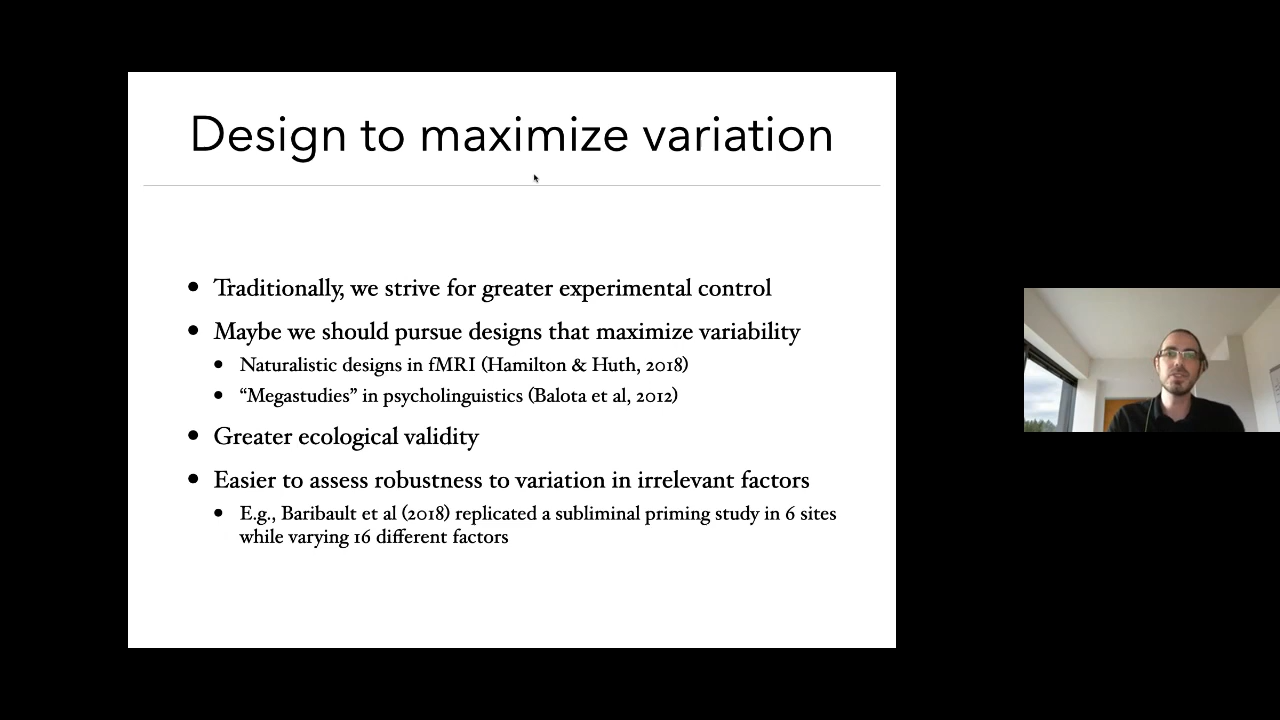 Design to maximize variation
• Traditionally, we strive for greater experimental control
• Maybe we should pursue designs that maximize variability
• Naturalistic designs in fMRI (Hamilton & Huth, 2018)
• “Megastudies” in psycholinguistics (Balota et al, 2012)
• Greater ecological validity
• Easier to assess robustness to variation in irrelevant factors
• E.g., Baribault et al (2018) replicated a subliminal priming study in 6 sites
while varying 16 different factors